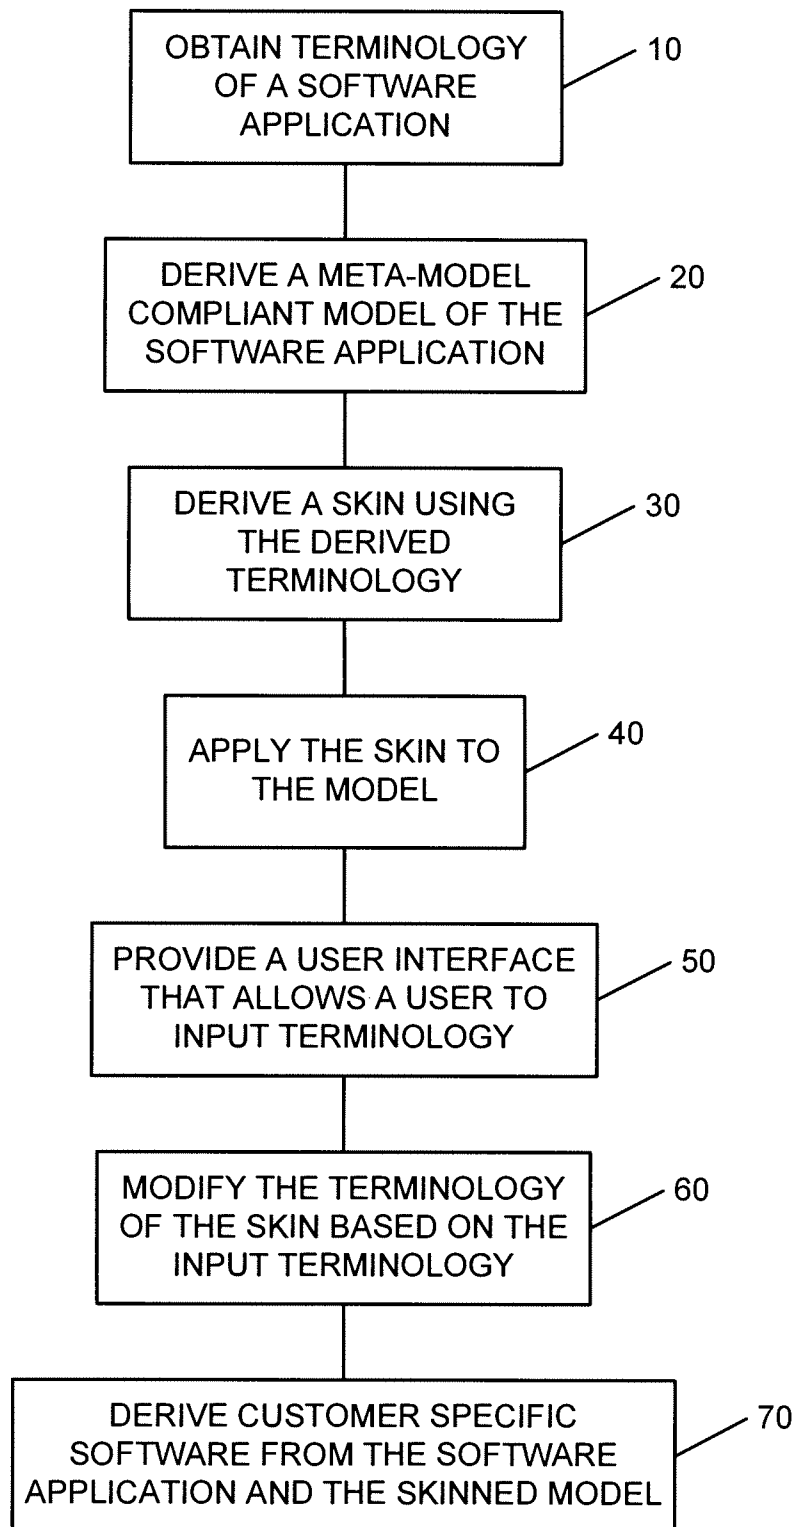 OBTAIN TERMINOLOGY
OF A SOFTWARE
APPLICATION
10
DERIVE A META-MODEL
COMPLIANT MODEL OF THE
SOFTWARE APPLICATION
20
DERIVE A SKIN USING
THE DERIVED
TERMINOLOGY
30
APPLY THE SKIN TO
THE MODEL
40
PROVIDE A USER INTERFACE
THAT ALLOWS A USER TO
INPUT TERMINOLOGY
50
MODIFY THE TERMINOLOGY
OF THE SKIN BASED ON THE
INPUT TERMINOLOGY
60
DERIVE CUSTOMER SPECIFIC
SOFTWARE FROM THE SOFTWARE
APPLICATION AND THE SKINNED MODEL
70